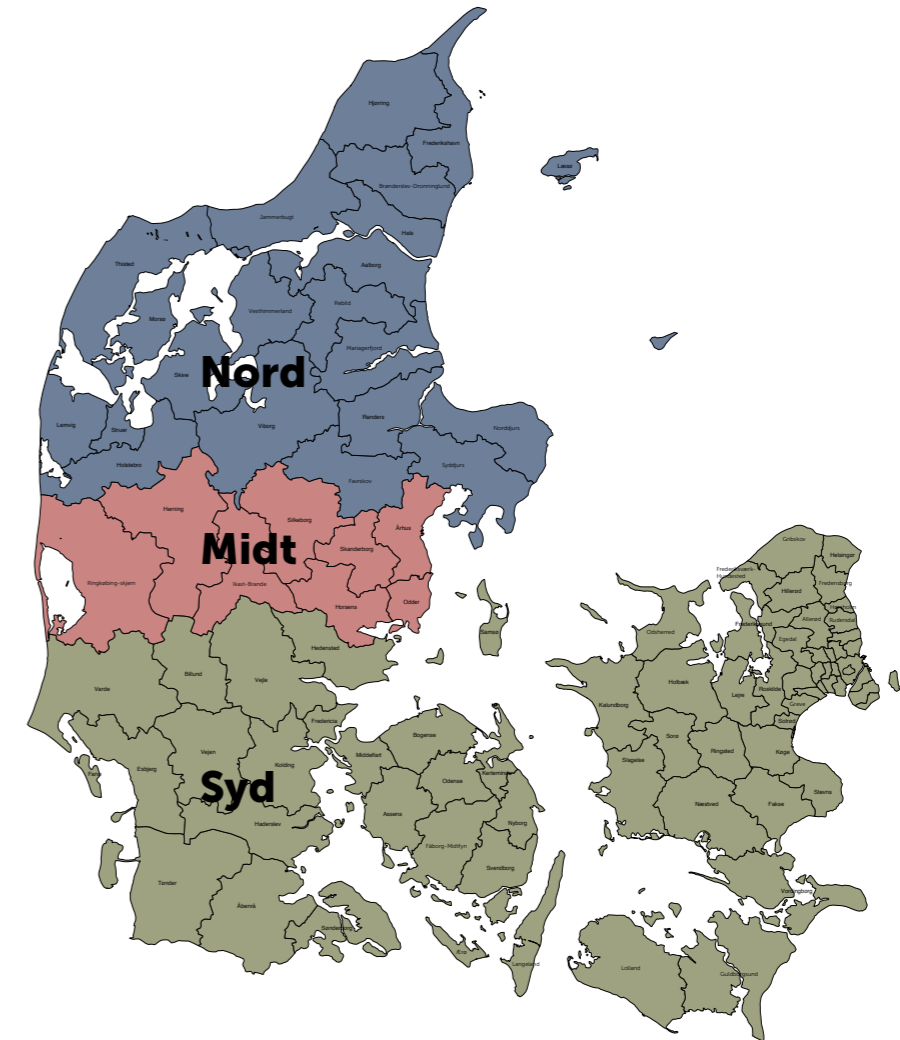 Hjørring
Frederikshavn
Læsø
Brønderslev-Dronninglund
Jammerbugt
Hals
Thisted
Aalborg
Rebild
Vesthimmerland
Morsø
Mariagerfjord
Skive
Nord
Randers
Lemvig
Struer
Viborg
Norddjurs
Holstebro
Syddjurs
Favrskov
Herning
Silkeborg
Århus
Skanderborg
Midt
Ringkøbing-skjern
Ikast-Brande
Horsens
Odder
Samsø
Hedensted
Billund
Vejle
Varde
Fredericia
Bogense
Vejen
Middelfart
Kolding
Esbjerg
Fanø
Odense
Kerteminde
Syd
Assens
Nyborg
Haderslev
Fåborg-Midtfyn
Svendborg
Tønder
Åbenrå
Sønderborg
Ærø
Langeland
Gribskov
Helsingør
Frederiksværk-
Hundested
Fredensborg
Hillerød
Hørsholm
Allerød
Rudersdal
Frederikssund
Odsherred
Egedal
Holbæk
Lejre
Roskilde
Kalundborg
Greve
Solrød
Sorø
Ringsted
Køge
Slagelse
Stevns
Næstved
Fakse
Vordingborg
Lolland
Guldborgsund